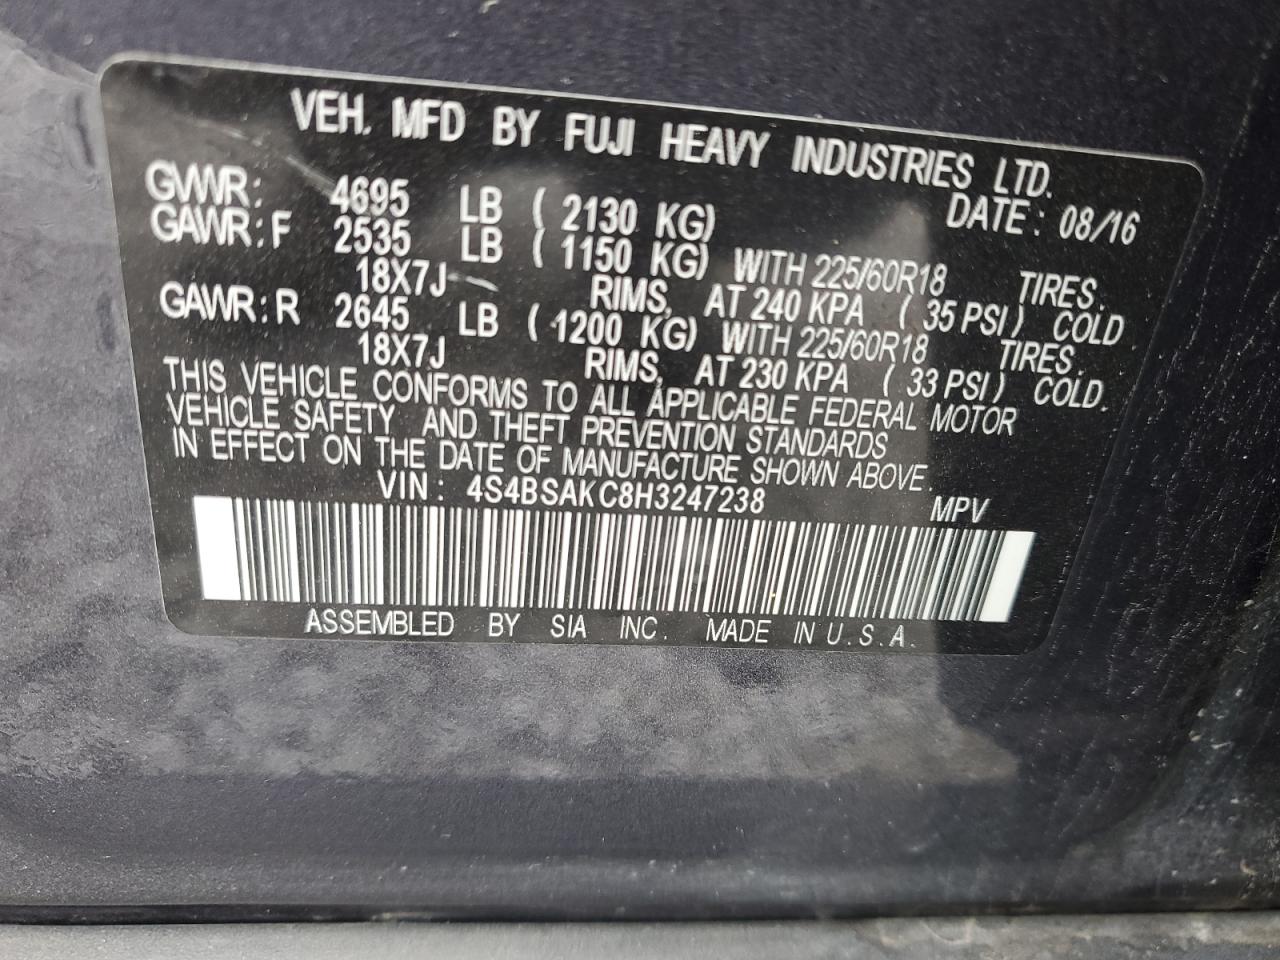 VEH. MFD BY FUJI HEAVY INDUSTRIES LTD.
DATE: 08/16
GVWR: 4695 LB ( 2130 KG)
GAWR: F 2535 LB ( 1150 KG) WITH 225/60R18 TIRES.
18X7J RIMS, AT 240 KPA ( 35 PSI) COLD
GAWR: R 2645 LB ( 1200 KG) WITH 225/60R18 TIRES.
18X7J RIMS, AT 230 KPA ( 33 PSI) COLD.
THIS VEHICLE CONFORMS TO ALL APPLICABLE FEDERAL MOTOR
VEHICLE SAFETY AND THEFT PREVENTION STANDARDS
IN EFFECT ON THE DATE OF MANUFACTURE SHOWN ABOVE.
VIN: 4S4BSAKC8H3247238 MPV
ASSEMBLED BY SIA INC. MADE IN U.S.A.